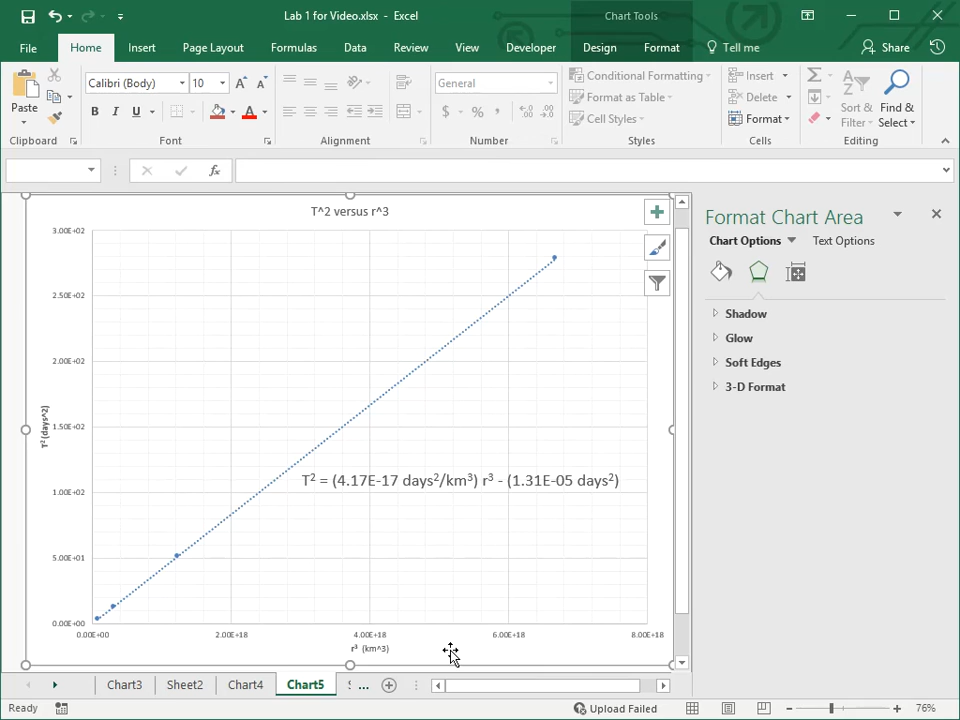 Lab 1 for Video.xlsx - Excel
Chart Tools
File Home Insert Page Layout Formulas Data Review View Developer Design Format Tell me Share
Calibri (Body) 10 A A General Conditional Formatting Insert
Paste Format as Table Delete Sort & Find &
B I U A $ % , Cell Styles Format Filter Select
Clipboard Font Alignment Number Styles Cells Editing
fx
T^2 versus r^3
Format Chart Area
Chart Options Text Options
Shadow
Glow
Soft Edges
3-D Format
3.00E+02
2.50E+02
2.00E+02
1.50E+02
1.00E+02
5.00E+01
0.00E+00
T² (days^2)
T² = (4.17E-17 days²/km³) r³ - (1.31E-05 days²)
0.00E+00 2.00E+18 4.00E+18 6.00E+18 8.00E+18
r³ (km^3)
Chart3 Sheet2 Chart4 Chart5 ...
Ready Upload Failed 76%